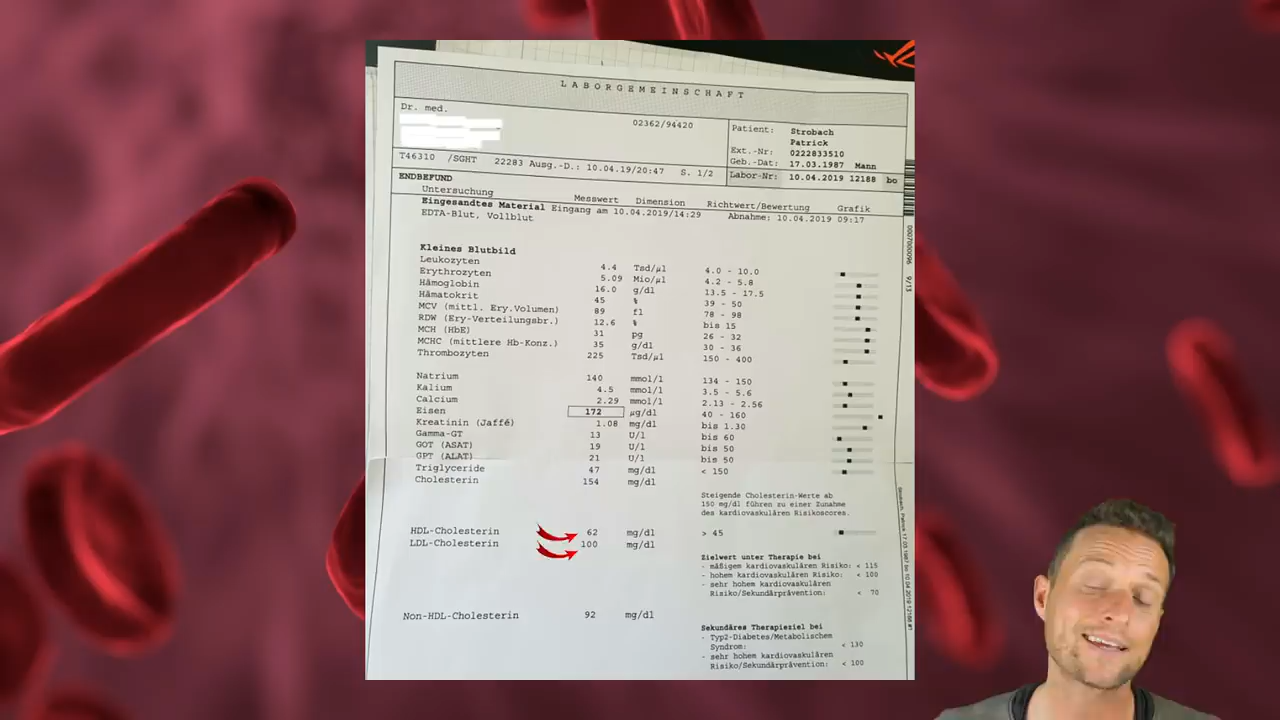 LABORGEMEINSCHAFT
Dr. med.
02362/94420
Patient: Strobach
Patrick
Ext.-Nr: 0222833510
Geb.-Dat: 17.03.1987 Mann
T46310 /SGHT 22283 Ausg.-D.: 10.04.19/20:47 S. 1/2
Labor-Nr: 10.04.2019 12188 bo
ENDBEFUND
Untersuchung Messwert Dimension Richtwert/Bewertung Grafik
Eingesandtes Material Eingang am 10.04.2019/14:29 Abnahme: 10.04.2019 09:17
EDTA-Blut, Vollblut
Kleines Blutbild
Leukozyten 4.4 Tsd/µl 4.0 - 10.0
Erythrozyten 5.09 Mio/µl 4.2 - 5.8
Hämoglobin 16.0 g/dl 13.5 - 17.5
Hämatokrit 45 % 39 - 50
MCV (mittl. Ery.Volumen) 89 fl 78 - 98
RDW (Ery-Verteilungsbr.) 12.6 % bis 15
MCH (HbE) 31 pg 26 - 32
MCHC (mittlere Hb-Konz.) 35 g/dl 30 - 36
Thrombozyten 225 Tsd/µl 150 - 400
Natrium 140 mmol/l 134 - 150
Kalium 4.5 mmol/l 3.5 - 5.6
Calcium 2.29 mmol/l 2.13 - 2.56
Eisen 172 µg/dl 40 - 160
Kreatinin (Jaffé) 1.08 mg/dl bis 1.30
Gamma-GT 13 U/l bis 60
GOT (ASAT) 19 U/l bis 50
GPT (ALAT) 21 U/l bis 50
Triglyceride 47 mg/dl < 150
Cholesterin 154 mg/dl
Steigende Cholesterin-Werte ab
150 mg/dl führen zu einer Zunahme
des kardiovaskulären Risikoscores.
HDL-Cholesterin 62 mg/dl > 45
LDL-Cholesterin 100 mg/dl
Zielwert unter Therapie bei
- mäßigem kardiovaskulären Risiko: < 115
- hohem kardiovaskulären Risiko: < 100
- sehr hohem kardiovaskulären
Risiko/Sekundärprävention: < 70
Non-HDL-Cholesterin 92 mg/dl
Sekundäres Therapieziel bei
- Typ2-Diabetes/Metabolischem
Syndrom: < 130
- sehr hohem kardiovaskulären
Risiko/Sekundärprävention: < 100